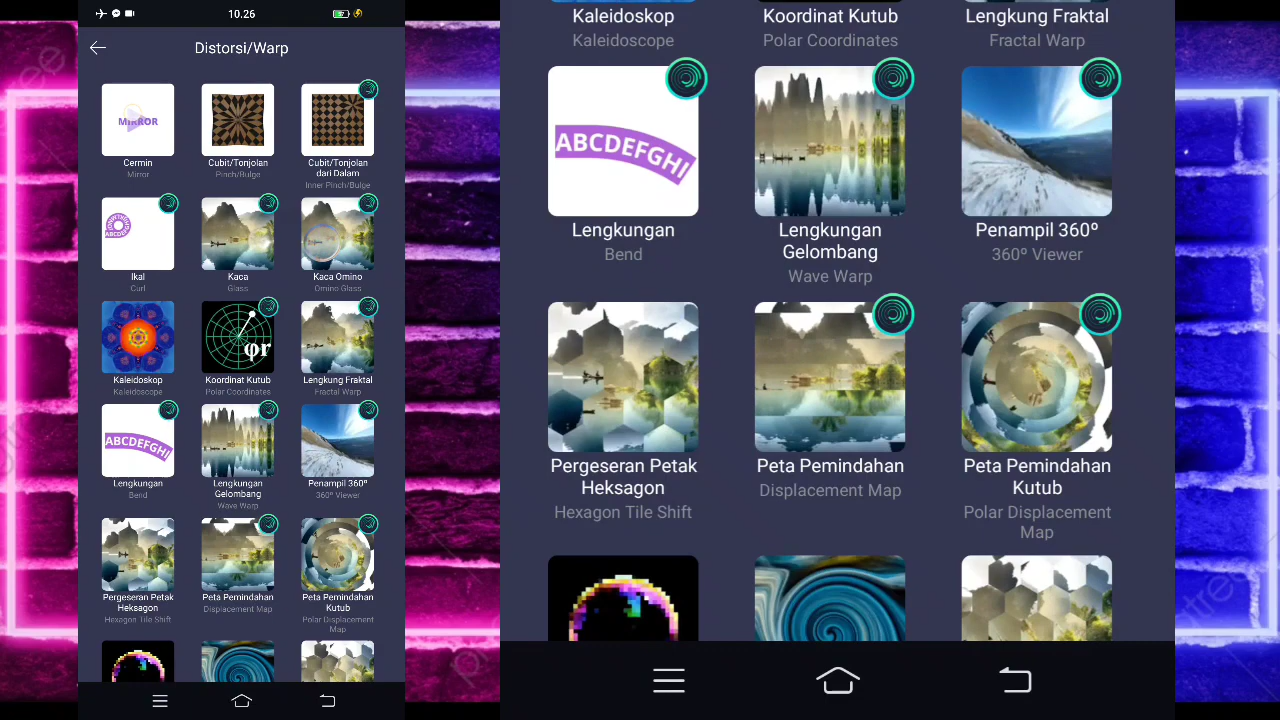 10.26
Distorsi/Warp
MIRROR
Cermin
Mirror
Cubit/Tonjolan
Pinch/Bulge
Cubit/Tonjolan
dari Dalam
Inner Pinch/Bulge
Ikal
Curl
Kaca
Glass
Kaca Omino
Omino Glass
Kaleidoskop
Kaleidoscope
φr
Koordinat Kutub
Polar Coordinates
Lengkung Fraktal
Fractal Warp
ABCDEFGHI
Lengkungan
Bend
Lengkungan
Gelombang
Wave Warp
Penampil 360º
360º Viewer
Pergeseran Petak
Heksagon
Hexagon Tile Shift
Peta Pemindahan
Displacement Map
Peta Pemindahan
Kutub
Polar Displacement
Map
Kaleidoskop
Kaleidoscope
Koordinat Kutub
Polar Coordinates
Lengkung Fraktal
Fractal Warp
ABCDEFGHI
Lengkungan
Bend
Lengkungan
Gelombang
Wave Warp
Penampil 360º
360º Viewer
Pergeseran Petak
Heksagon
Hexagon Tile Shift
Peta Pemindahan
Displacement Map
Peta Pemindahan
Kutub
Polar Displacement
Map